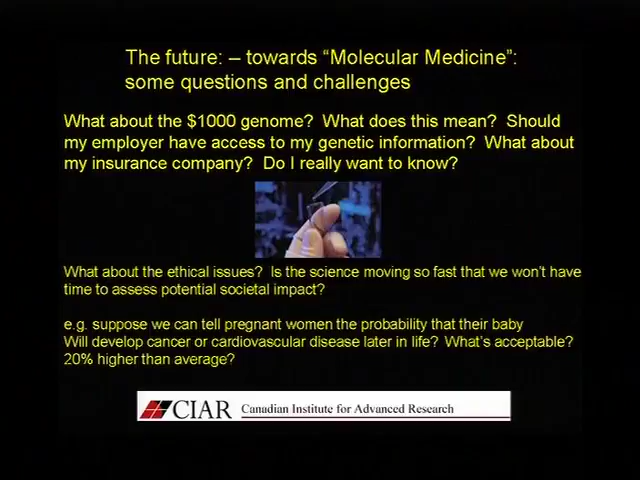 The future: – towards “Molecular Medicine”:
some questions and challenges
What about the $1000 genome? What does this mean? Should
my employer have access to my genetic information? What about
my insurance company? Do I really want to know?
What about the ethical issues? Is the science moving so fast that we won’t have
time to assess potential societal impact?
e.g. suppose we can tell pregnant women the probability that their baby
Will develop cancer or cardiovascular disease later in life? What’s acceptable?
20% higher than average?
CIAR Canadian Institute for Advanced Research